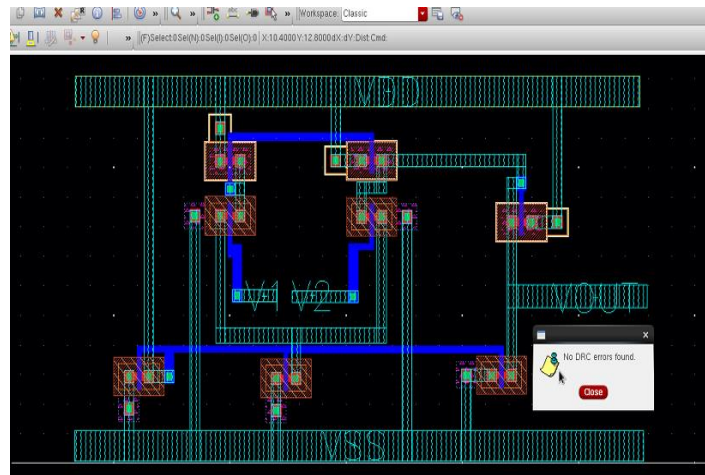 Workspace: Classic
(F)Select:0 Sel(N):0 Sel(I):0 Sel(O):0 X:10.4000 Y:12.8000 dX: dY: Dist: Cmd:
VDD
V1 V2
VOUT
No DRC errors found.
Close
VSS